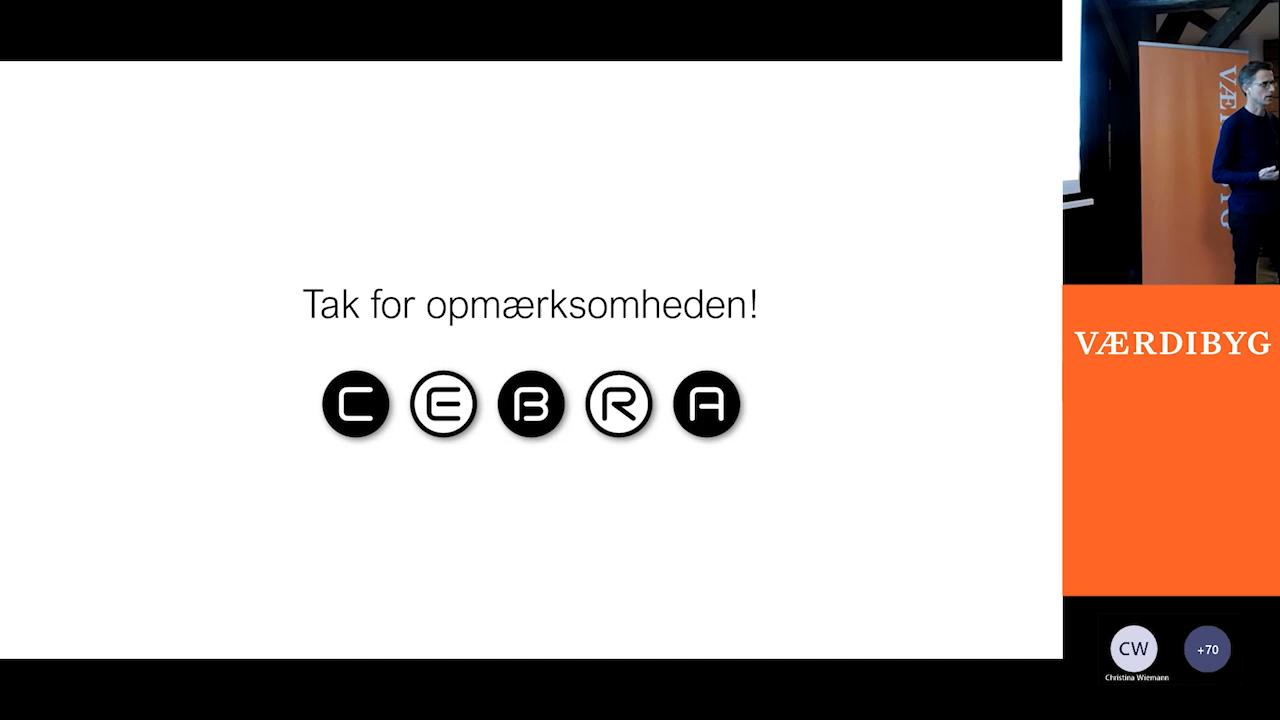 Tak for opmærksomheden!
CEBRA
VÆRDIBYG
CW
+70
Christina Wiemann